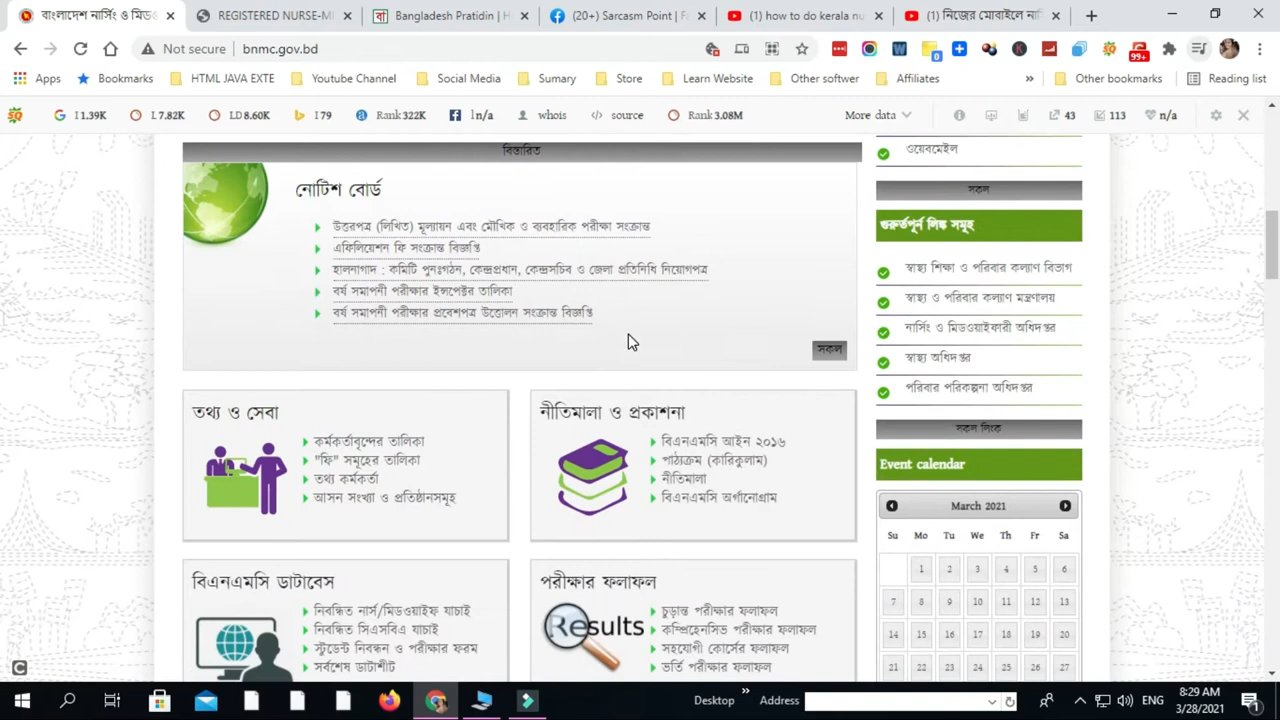 বাংলাদেশ নার্সিং ও মিডও
REGISTERED NURSE-MI
Bangladesh Pratidin | H
(20+) Sarcasm Point | F
(1) how to do kerala nu
(1) নিজের মোবাইলে নার্সি
Not secure | bnmc.gov.bd
99+
Apps
Bookmarks
HTML JAVA EXTE
Youtube Channel
Social Media
Sumary
Store
Learn Website
Other softwer
Affiliates
»
Other bookmarks
Reading list
I 1.39K
L 7.82K
LD 8.60K
I 79
Rank 322K
l n/a
whois
source
Rank 3.08M
More data
43
113
n/a
বিস্তারিত
নোটিশ বোর্ড
উত্তরপত্র (লিখিত) মূল্যায়ন এবং মৌখিক ও ব্যবহারিক পরীক্ষা সংক্রান্ত
এফিলিয়েশন ফি সংক্রান্ত বিজ্ঞপ্তি
হালনাগাদ : কমিটি পুনঃগঠন, কেন্দ্রপ্রধান, কেন্দ্রসচিব ও জেলা প্রতিনিধি নিয়োগপত্র
বর্ষ সমাপনী পরীক্ষার ইন্সপেক্টর তালিকা
বর্ষ সমাপনী পরীক্ষার প্রবেশপত্র উত্তোলন সংক্রান্ত বিজ্ঞপ্তি
সকল
তথ্য ও সেবা
কর্মকর্তাবৃন্দের তালিকা
"ফি" সমূহের তালিকা
তথ্য কর্মকর্তা
আসন সংখ্যা ও প্রতিষ্ঠানসমূহ
নীতিমালা ও প্রকাশনা
বিএনএমসি আইন ২০১৬
পাঠ্যক্রম (কারিকুলাম)
নীতিমালা
বিএনএমসি অর্গানোগ্রাম
বিএনএমসি ডাটাবেস
নিবন্ধিত নার্স/মিডওয়াইফ যাচাই
নিবন্ধিত সিএসবিএ যাচাই
স্টুডেন্ট নিবন্ধন ও পরীক্ষার ফরম
সর্বশেষ ডাটাশীট
পরীক্ষার ফলাফল
Results
চুড়ান্ত পরীক্ষার ফলাফল
কম্প্রিহেনসিভ পরীক্ষার ফলাফল
সহযোগী কোর্সের ফলাফল
ভর্তি পরীক্ষার ফলাফল
ওয়েবমেইল
সকল
গুরুর্তপূর্ন লিঙ্ক সমূহ
স্বাস্থ্য শিক্ষা ও পরিবার কল্যাণ বিভাগ
স্বাস্থ্য ও পরিবার কল্যাণ মন্ত্রণালয়
নার্সিং ও মিডওয়াইফারী অধিদপ্তর
স্বাস্থ্য অধিদপ্তর
পরিবার পরিকল্পনা অধিদপ্তর
সকল লিংক
Event calendar
March 2021
Su Mo Tu We Th Fr Sa
1 2 3 4 5 6
7 8 9 10 11 12 13
14 15 16 17 18 19 20
21 22 23 24 25 26 27
Desktop
»
Address
ENG
8:29 AM
3/28/2021
1